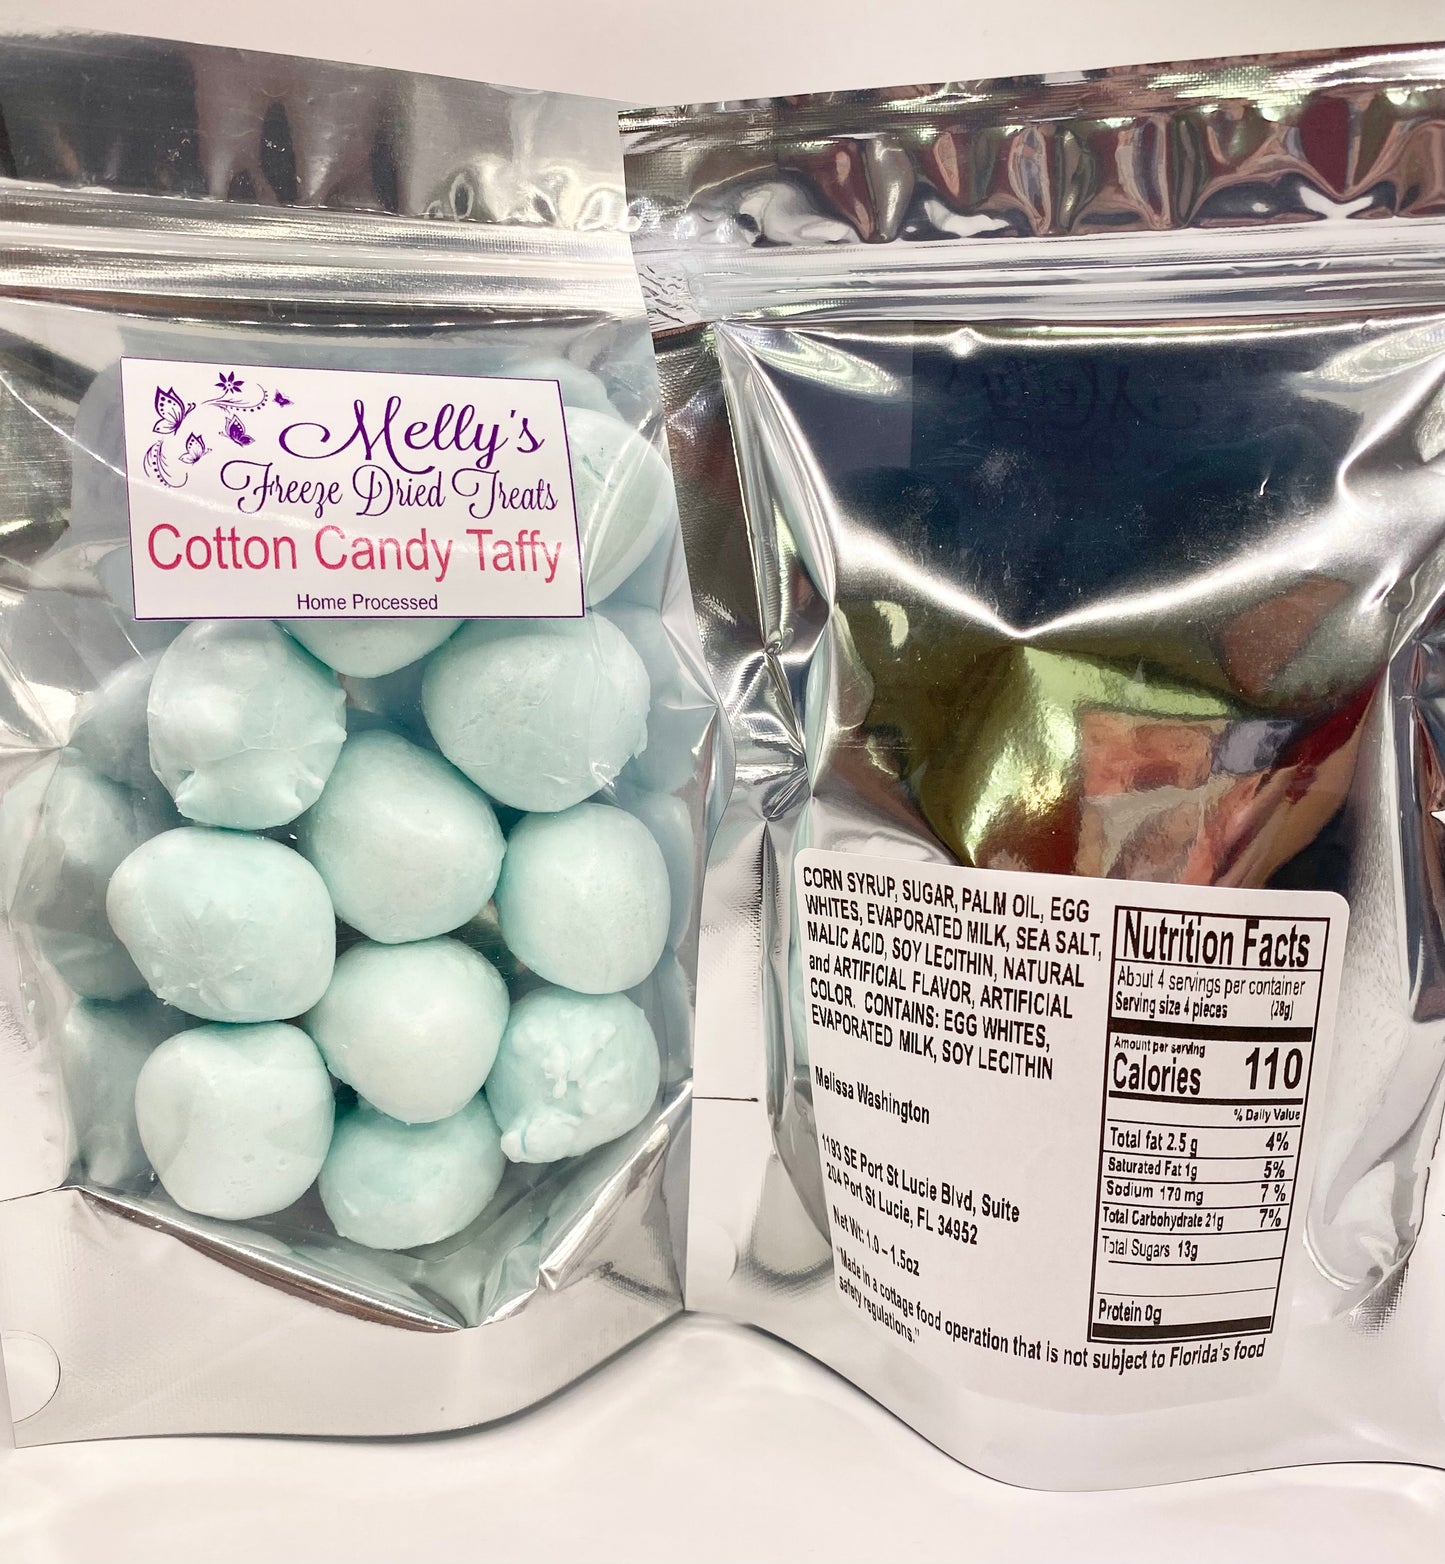 Melly's
Freeze Dried Treats
Cotton Candy Taffy
Home Processed
CORN SYRUP, SUGAR, PALM OIL, EGG
WHITES, EVAPORATED MILK, SEA SALT,
MALIC ACID, SOY LECITHIN, NATURAL
and ARTIFICIAL FLAVOR, ARTIFICIAL
COLOR. CONTAINS: EGG WHITES,
EVAPORATED MILK, SOY LECITHIN
Melissa Washington
1193 SE Port St Lucie Blvd, Suite
204 Port St Lucie, FL 34952
Net Wt: 1.0 – 1.5oz
"Made in a cottage food operation that is not subject to Florida's food
safety regulations."
Nutrition Facts
About 4 servings per container
Serving size 4 pieces (28g)
Amount per serving
Calories 110
% Daily Value
Total fat 2.5 g 4%
Saturated Fat 1g 5%
Sodium 170 mg 7 %
Total Carbohydrate 21g 7%
Total Sugars 13g
Protein 0g